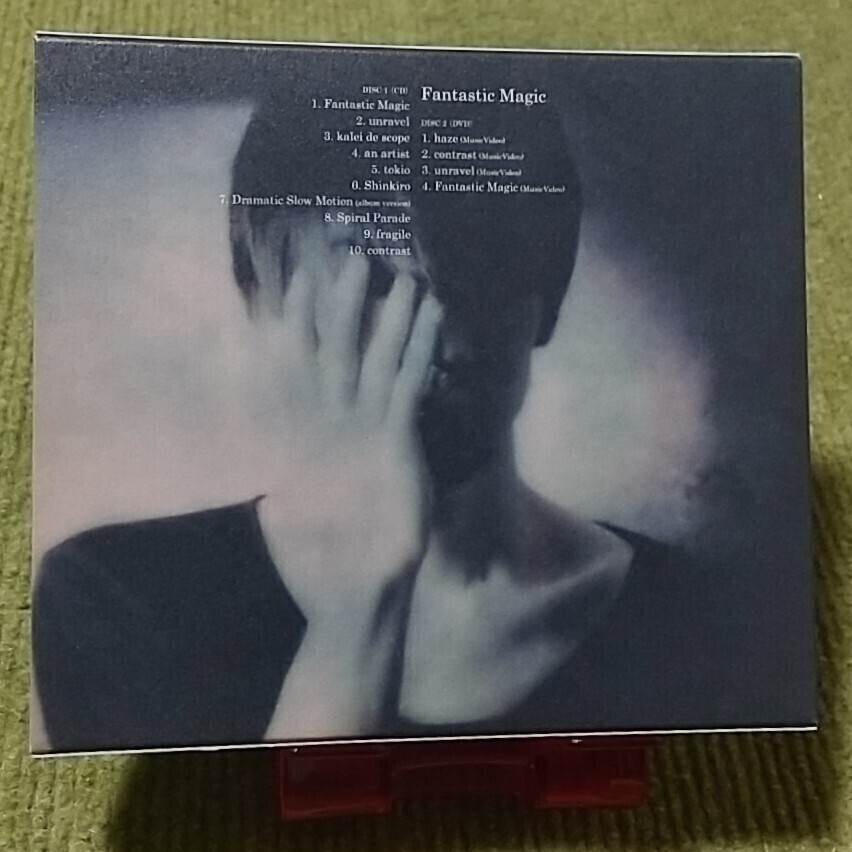 DISC 1 (CD)
1. Fantastic Magic
2. unravel
3. kalei de scope
4. an artist
5. tokio
6. Shinkiro
7. Dramatic Slow Motion (album version)
8. Spiral Parade
9. fragile
10. contrast
Fantastic Magic
DISC 2 (DVD)
1. haze (Music Video)
2. contrast (Music Video)
3. unravel (Music Video)
4. Fantastic Magic (Music Video)